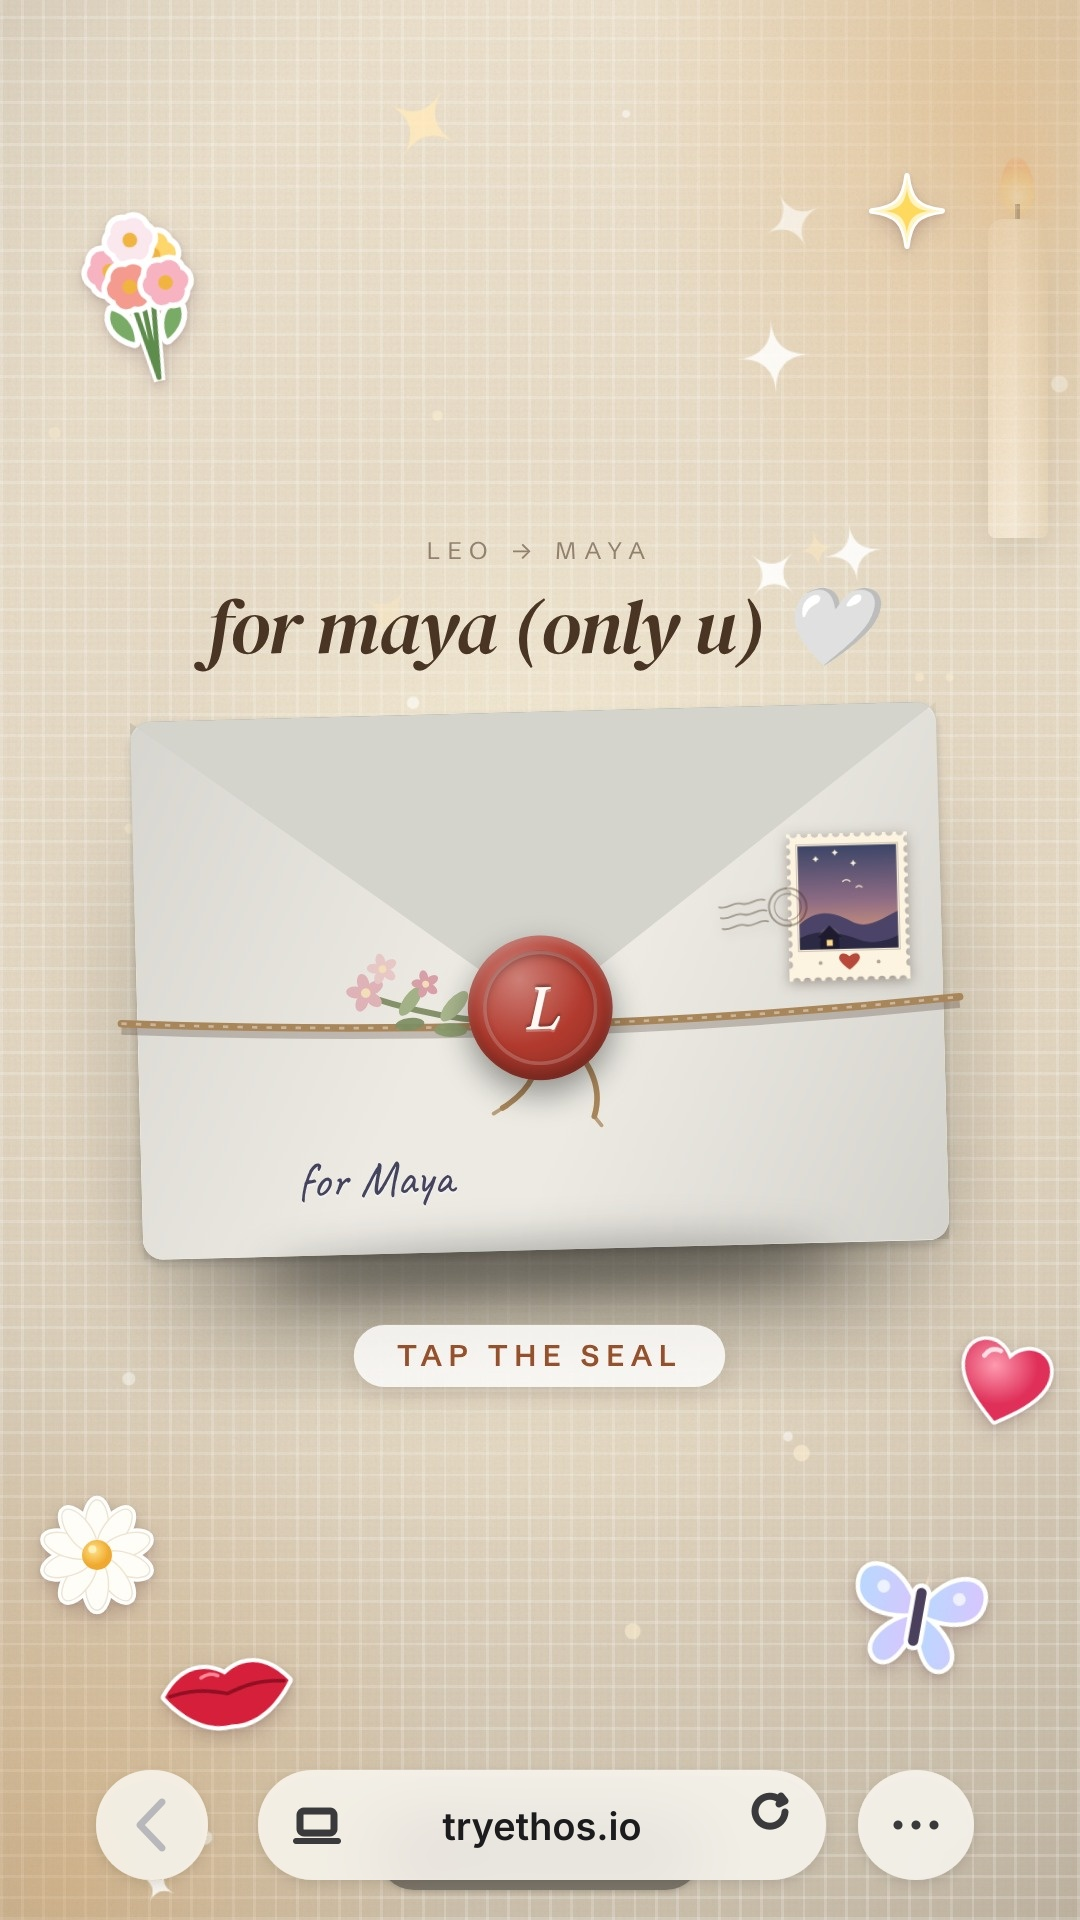 LEO → MAYA
for maya (only u) 🤍
L
for Maya
TAP THE SEAL
tryethos.io